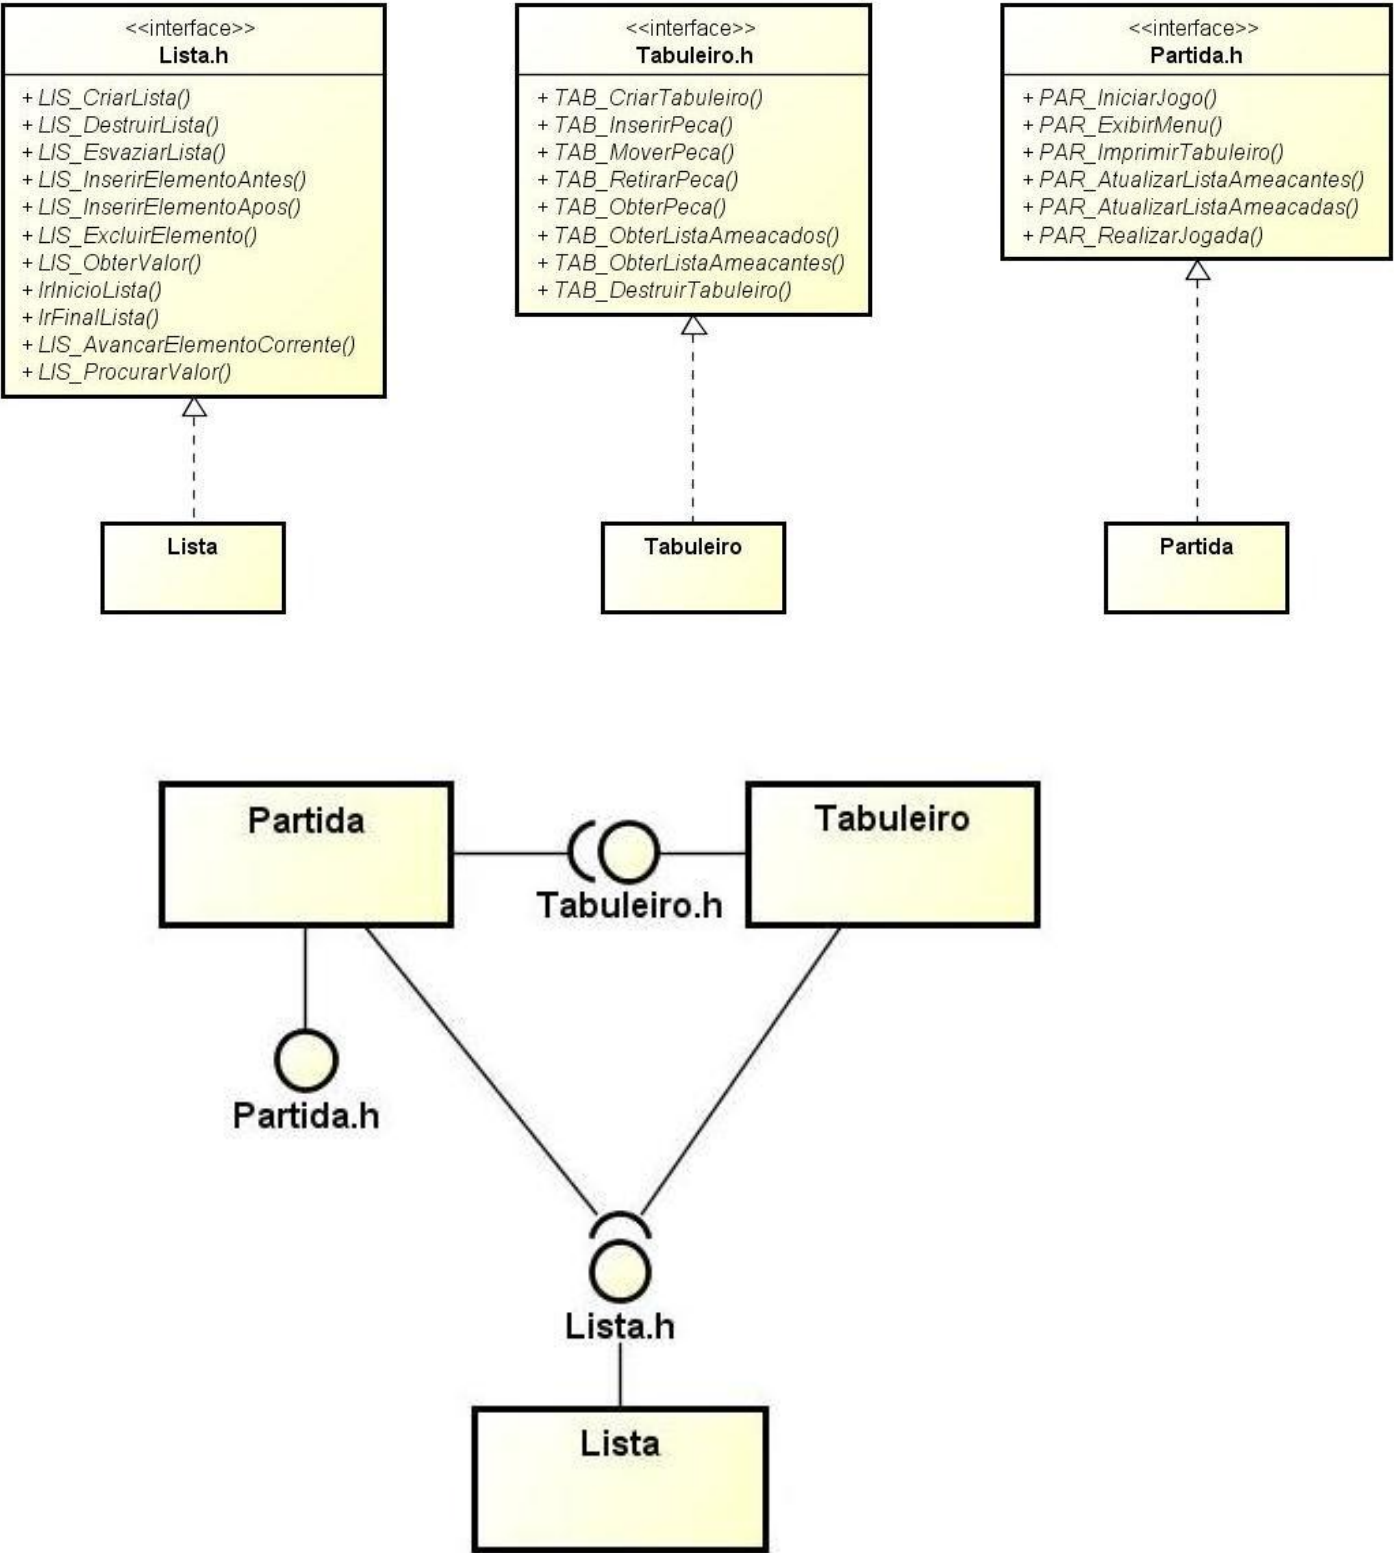 <<interface>>
Lista.h
+ LIS_CriarLista()
+ LIS_DestruirLista()
+ LIS_EsvaziarLista()
+ LIS_InserirElementoAntes()
+ LIS_InserirElementoApos()
+ LIS_ExcluirElemento()
+ LIS_ObterValor()
+ IrInicioLista()
+ IrFinalLista()
+ LIS_AvancarElementoCorrente()
+ LIS_ProcurarValor()
<<interface>>
Tabuleiro.h
+ TAB_CriarTabuleiro()
+ TAB_InserirPeca()
+ TAB_MoverPeca()
+ TAB_RetirarPeca()
+ TAB_ObterPeca()
+ TAB_ObterListaAmeacados()
+ TAB_ObterListaAmeacantes()
+ TAB_DestruirTabuleiro()
<<interface>>
Partida.h
+ PAR_IniciarJogo()
+ PAR_ExibirMenu()
+ PAR_ImprimirTabuleiro()
+ PAR_AtualizarListaAmeacantes()
+ PAR_AtualizarListaAmeacadas()
+ PAR_RealizarJogada()
Lista
Tabuleiro
Partida
Partida
Tabuleiro
Tabuleiro.h
Partida.h
Lista.h
Lista